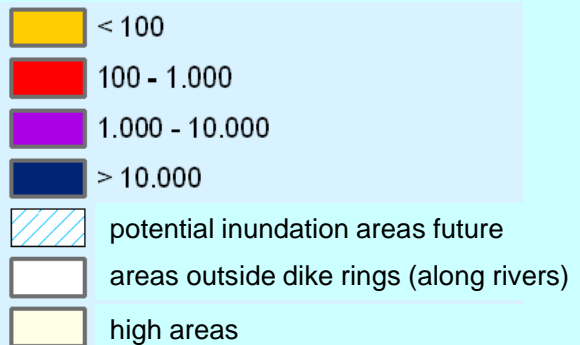 < 100
100 - 1.000
1.000 - 10.000
> 10.000
potential inundation areas future
areas outside dike rings (along rivers)
high areas